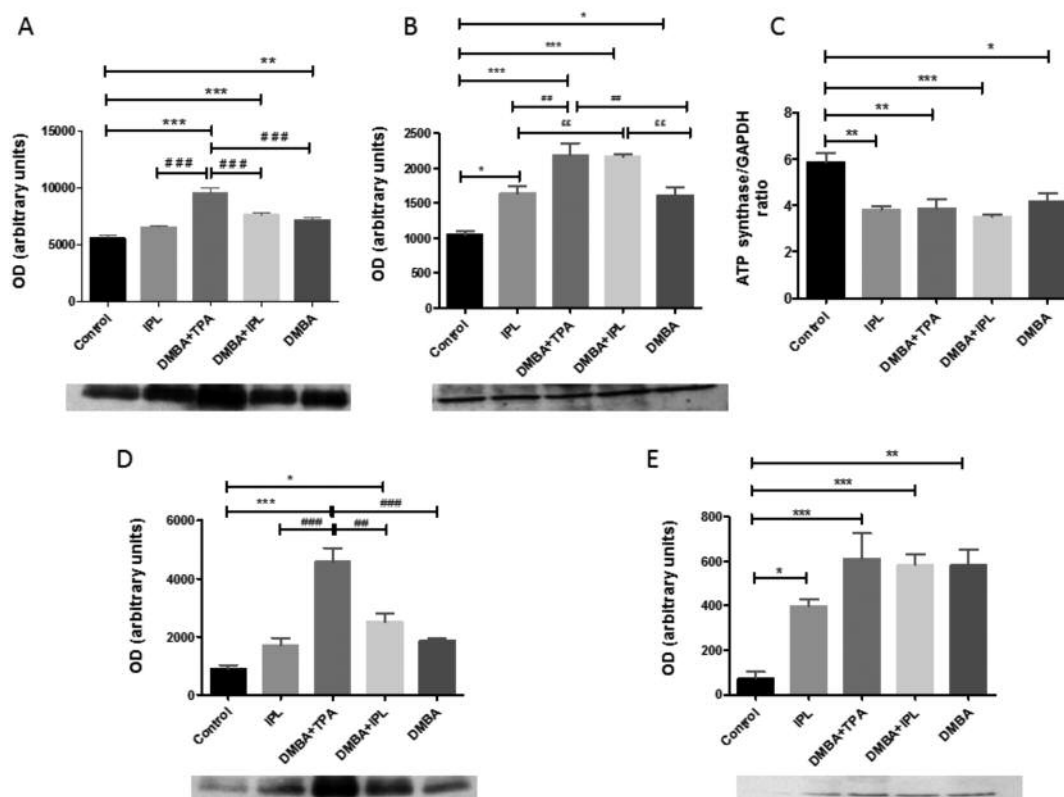 A
**
***
***
###
###
###
15000
10000
5000
0
OD (arbitrary units)
Control
IPL
DMBA+TPA
DMBA+IPL
DMBA
B
*
***
***
##
##
££
££
*
2500
2000
1500
1000
500
0
OD (arbitrary units)
Control
IPL
DMBA+TPA
DMBA+IPL
DMBA
C
*
***
**
**
8
6
4
2
0
ATP synthase/GAPDH
ratio
Control
IPL
DMBA+TPA
DMBA+IPL
DMBA
D
*
***
###
###
##
6000
4000
2000
0
OD (arbitrary units)
Control
IPL
DMBA+TPA
DMBA+IPL
DMBA
E
**
***
***
*
800
600
400
200
0
OD (arbitrary units)
Control
IPL
DMBA+TPA
DMBA+IPL
DMBA